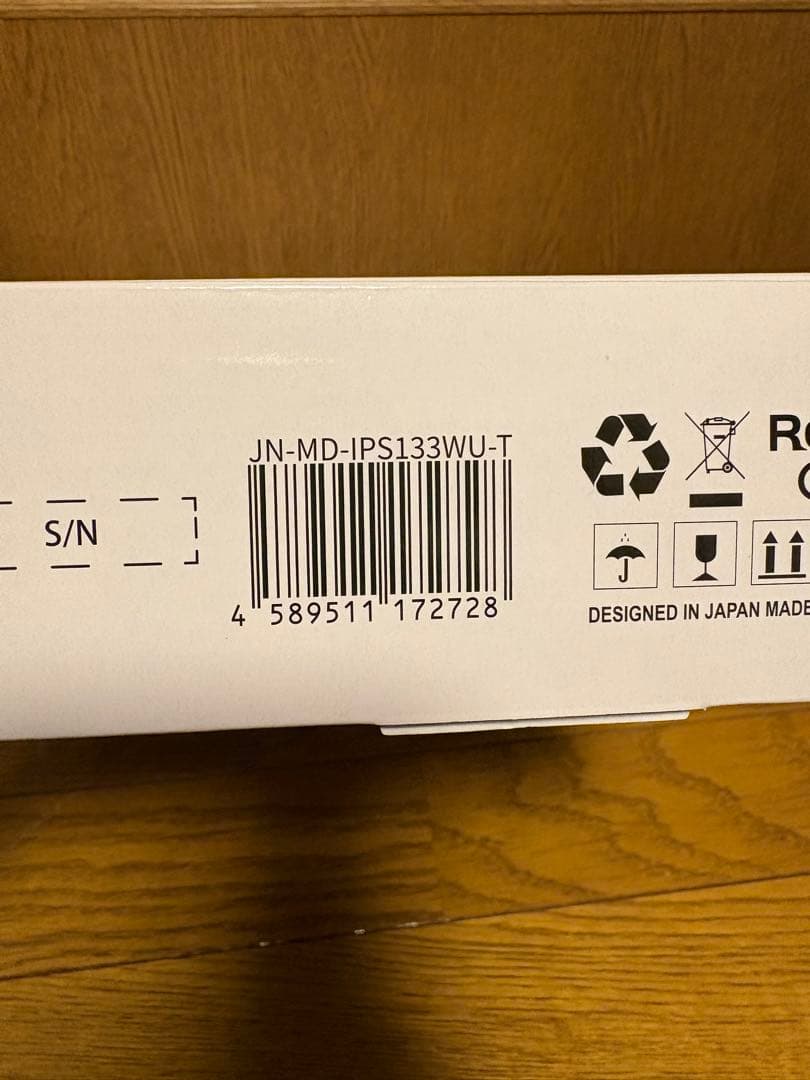 JN-MD-IPS133WU-T
S/N
4 589511 172728
DESIGNED IN JAPAN MADE